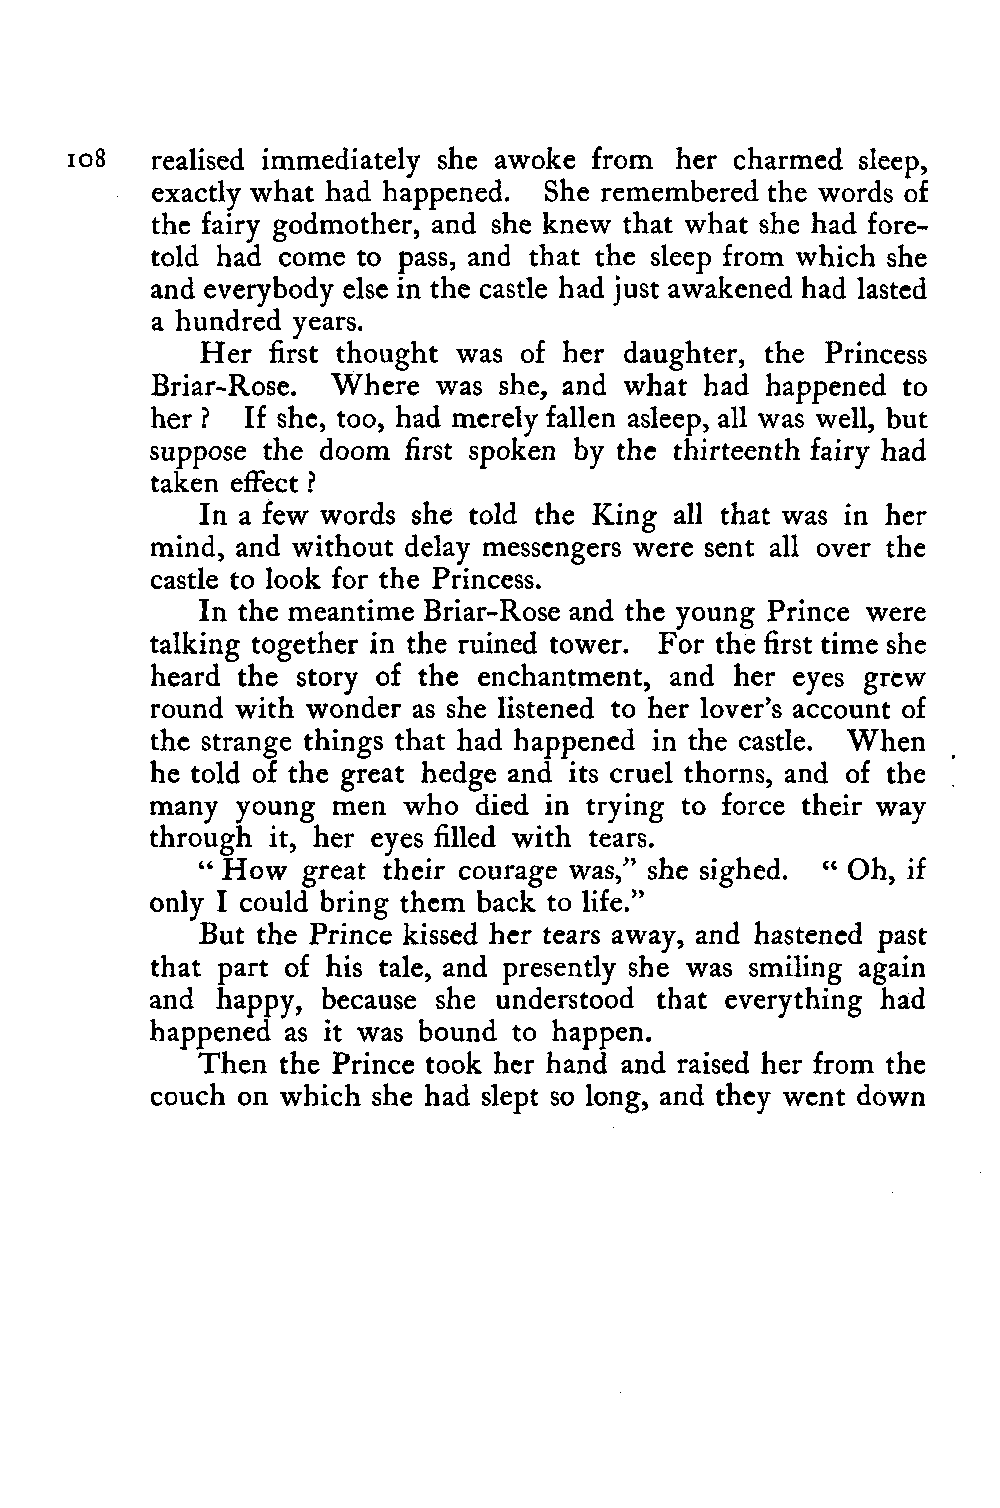 108 realised immediately she awoke from her charmed sleep,
exactly what had happened. She remembered the words of
the fairy godmother, and she knew that what she had fore-
told had come to pass, and that the sleep from which she
and everybody else in the castle had just awakened had lasted
a hundred years.
Her first thought was of her daughter, the Princess
Briar-Rose. Where was she, and what had happened to
her ? If she, too, had merely fallen asleep, all was well, but
suppose the doom first spoken by the thirteenth fairy had
taken effect ?
In a few words she told the King all that was in her
mind, and without delay messengers were sent all over the
castle to look for the Princess.
In the meantime Briar-Rose and the young Prince were
talking together in the ruined tower. For the first time she
heard the story of the enchantment, and her eyes grew
round with wonder as she listened to her lover's account of
the strange things that had happened in the castle. When
he told of the great hedge and its cruel thorns, and of the
many young men who died in trying to force their way
through it, her eyes filled with tears.
“ How great their courage was,” she sighed. “ Oh, if
only I could bring them back to life.”
But the Prince kissed her tears away, and hastened past
that part of his tale, and presently she was smiling again
and happy, because she understood that everything had
happened as it was bound to happen.
Then the Prince took her hand and raised her from the
couch on which she had slept so long, and they went down